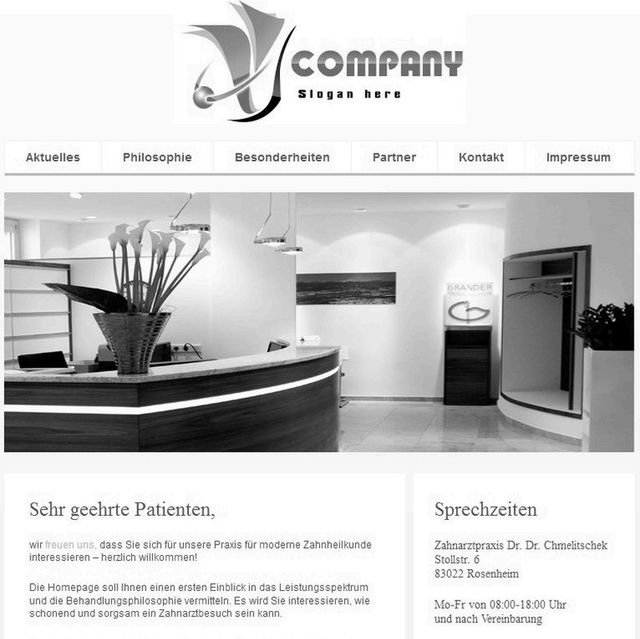 COMPANY
Slogan here
Aktuelles Philosophie Besonderheiten Partner Kontakt Impressum
GRANDER
Sehr geehrte Patienten,
wir freuen uns, dass Sie sich für unsere Praxis für moderne Zahnheilkunde
interessieren – herzlich willkommen!
Die Homepage soll Ihnen einen ersten Einblick in das Leistungsspektrum
und die Behandlungsphilosophie vermitteln. Es wird Sie interessieren, wie
schonend und sorgsam ein Zahnarztbesuch sein kann.
Sprechzeiten
Zahnarztpraxis Dr. Dr. Chmelitschek
Stollstr. 6
83022 Rosenheim
Mo-Fr von 08:00-18:00 Uhr
und nach Vereinbarung